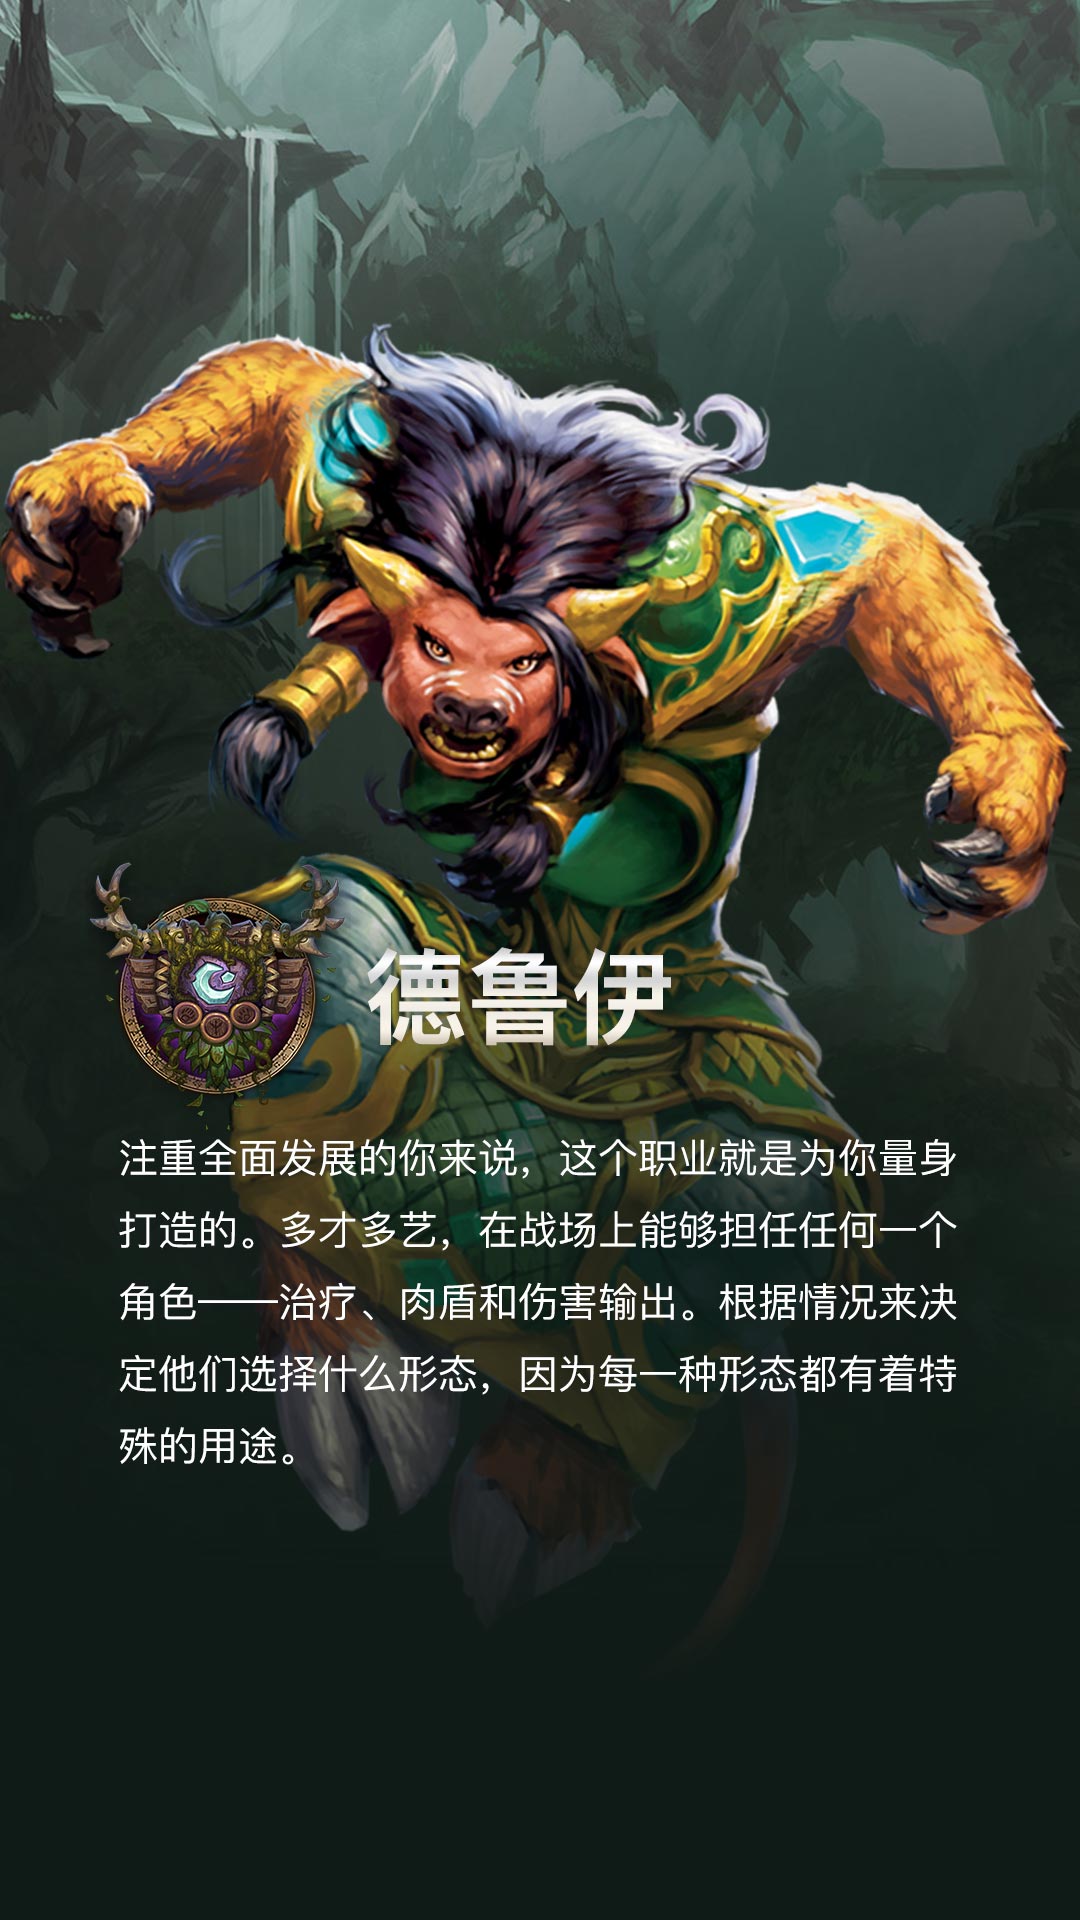 德鲁伊
注重全面发展的你来说，这个职业就是为你量身
打造的。多才多艺，在战场上能够担任任何一个
角色——治疗、肉盾和伤害输出。根据情况来决
定他们选择什么形态，因为每一种形态都有着特
殊的用途。